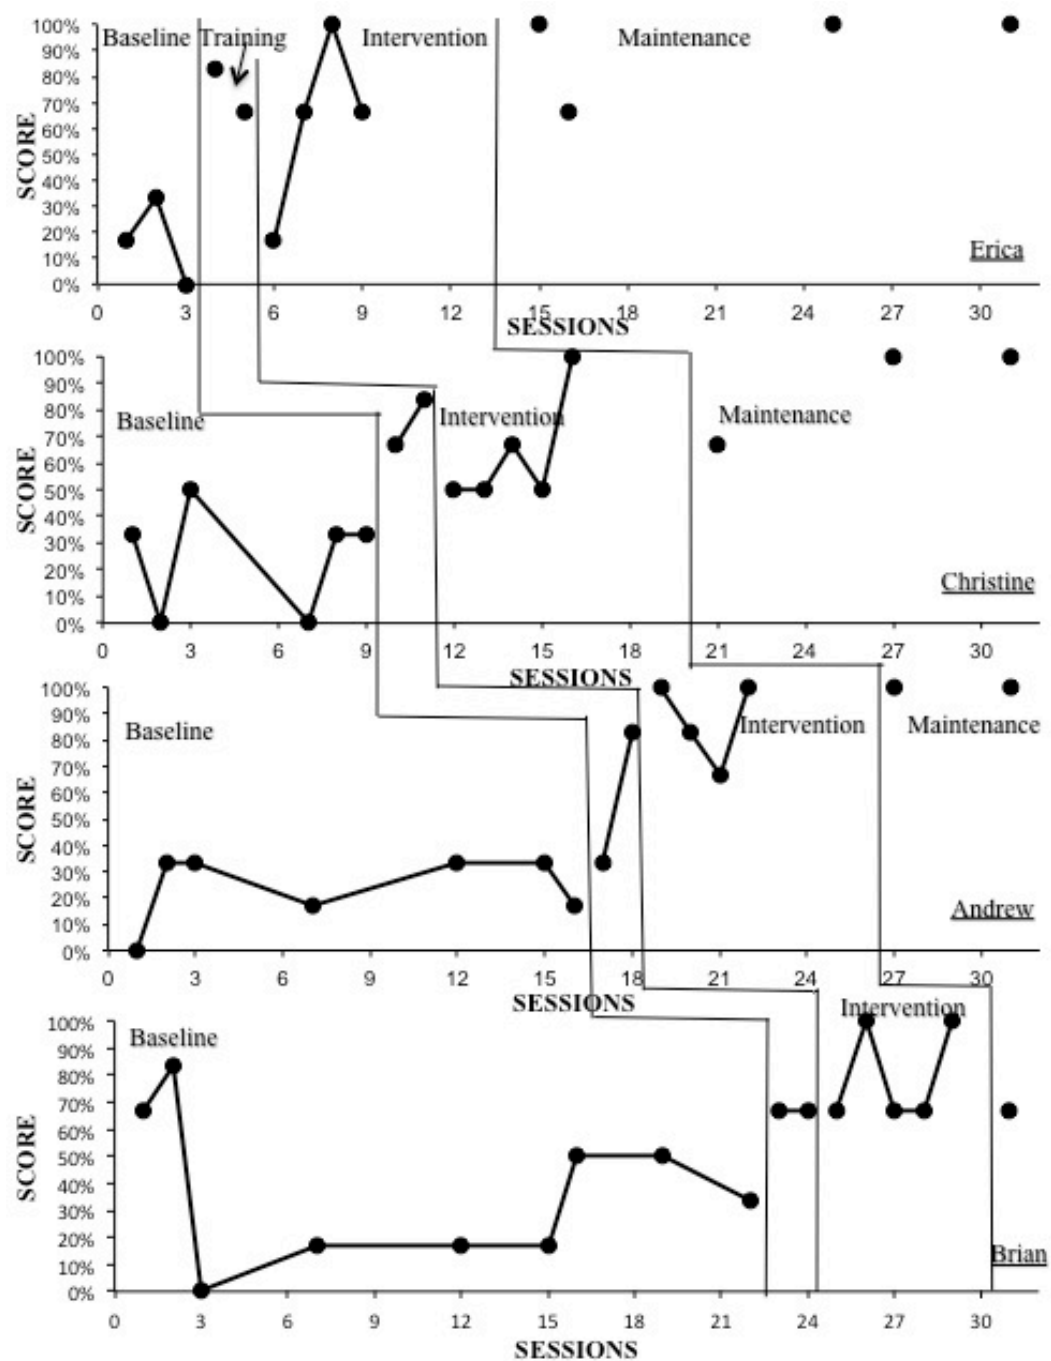 100%
Baseline Training Intervention Maintenance
90%
80%
70%
60%
50%
40%
30%
20%
10%
0%
SCORE
Erica
0 3 6 9 12 15 18 21 24 27 30
SESSIONS
100%
90%
80%
70%
60%
50%
40%
30%
20%
10%
0%
SCORE
Baseline Intervention Maintenance
Christine
0 3 6 9 12 15 18 21 24 27 30
SESSIONS
100%
90%
80%
70%
60%
50%
40%
30%
20%
10%
0%
SCORE
Baseline Intervention Maintenance
Andrew
0 3 6 9 12 15 18 21 24 27 30
SESSIONS
100%
90%
80%
70%
60%
50%
40%
30%
20%
10%
0%
SCORE
Baseline Intervention
Brian
0 3 6 9 12 15 18 21 24 27 30
SESSIONS